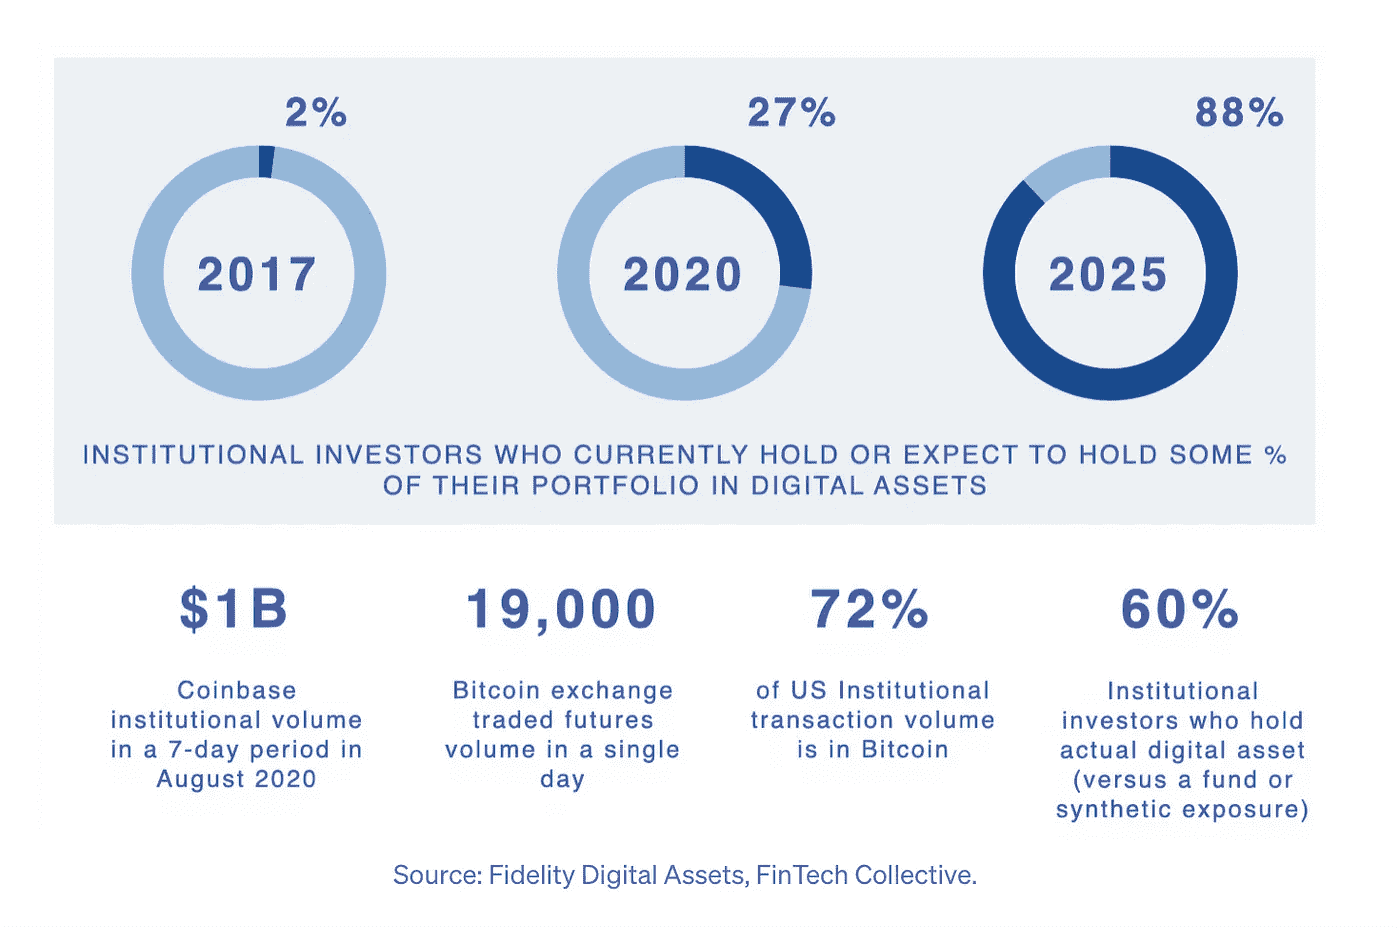 2%
27%
88%
2017
2020
2025
INSTITUTIONAL INVESTORS WHO CURRENTLY HOLD OR EXPECT TO HOLD SOME %
OF THEIR PORTFOLIO IN DIGITAL ASSETS
$1B
Coinbase
institutional volume
in a 7-day period in
August 2020
19,000
Bitcoin exchange
traded futures
volume in a single
day
72%
of US Institutional
transaction volume
is in Bitcoin
60%
Institutional
investors who hold
actual digital asset
(versus a fund or
synthetic exposure)
Source: Fidelity Digital Assets, FinTech Collective.